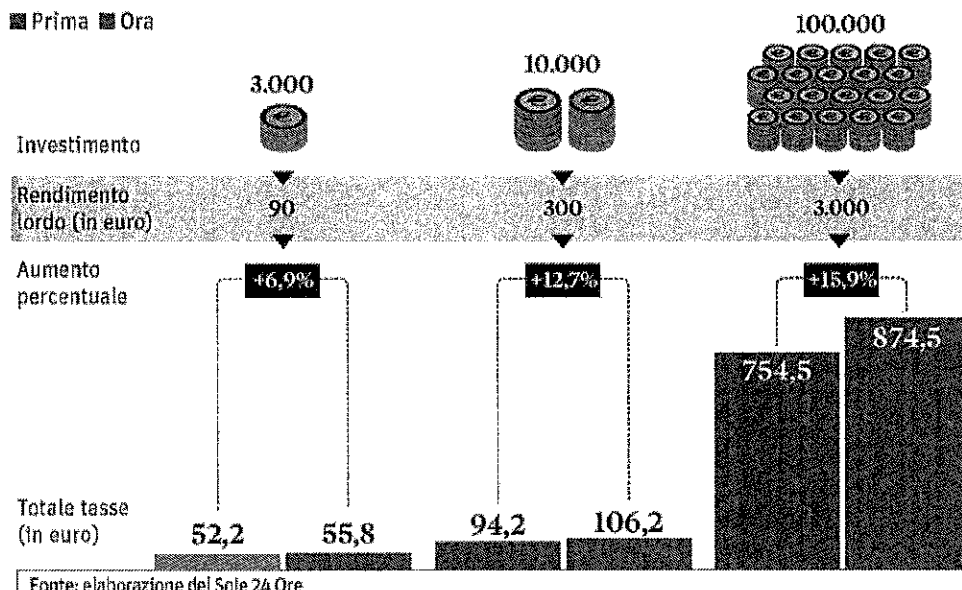 Prima Ora
3.000 10.000 100.000
Investimento
Rendimento
lordo (in euro) 90 300 3.000
Aumento
percentuale +6,9% +12,7% +15,9%
754,5 874,5
Totale tasse
(in euro) 52,2 55,8 94,2 106,2
Fonte: elaborazione del Sole 24 Ore